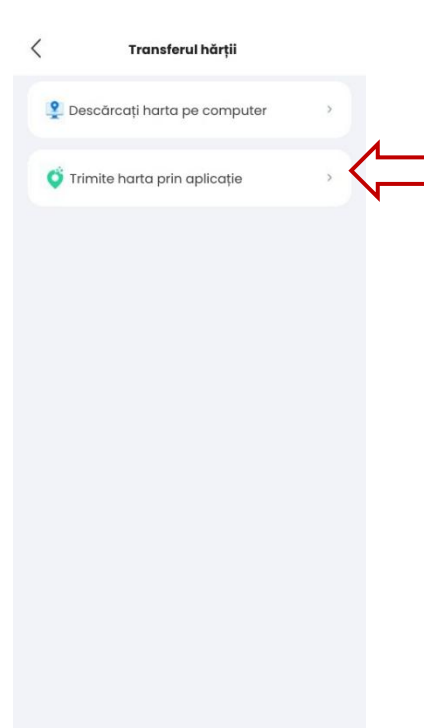 Transferul hărții
Descărcați harta pe computer
Trimite harta prin aplicație